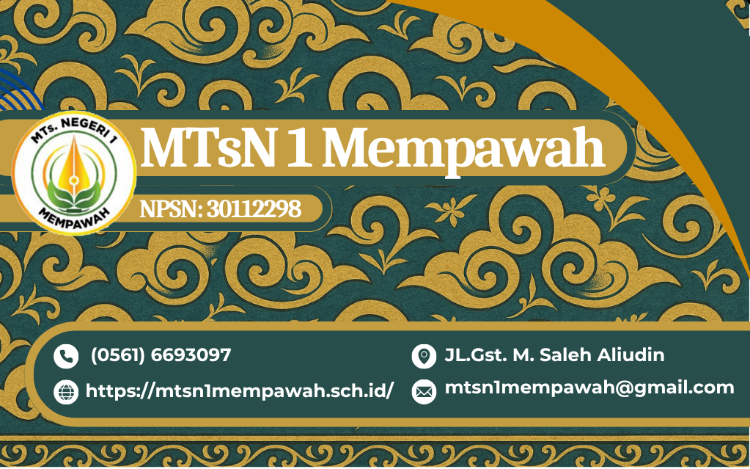 MTs. NEGERI 1
MEMPAWAH
MTsN 1 Mempawah
NPSN: 30112298
(0561) 6693097
JL.Gst. M. Saleh Aliudin
https://mtsn1mempawah.sch.id/
mtsn1mempawah@gmail.com